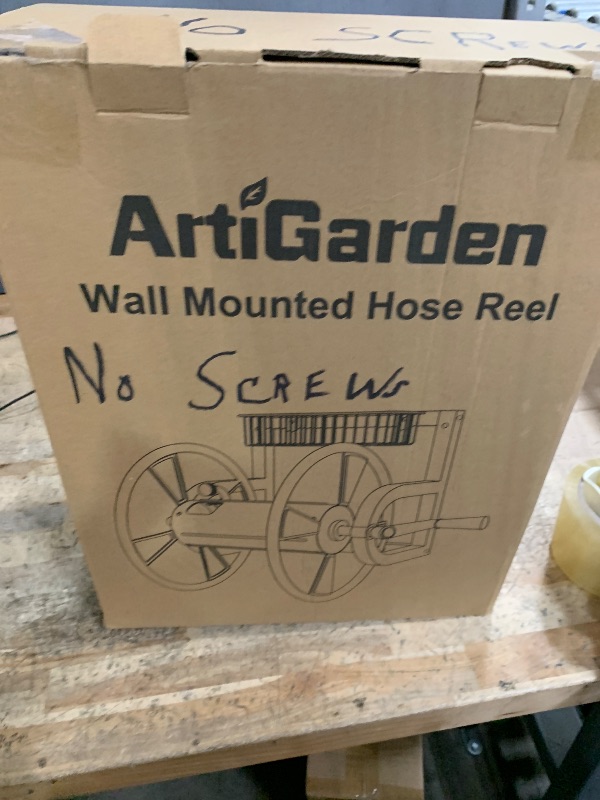 No SCREWS
ArtiGarden
Wall Mounted Hose Reel
No SCREWS